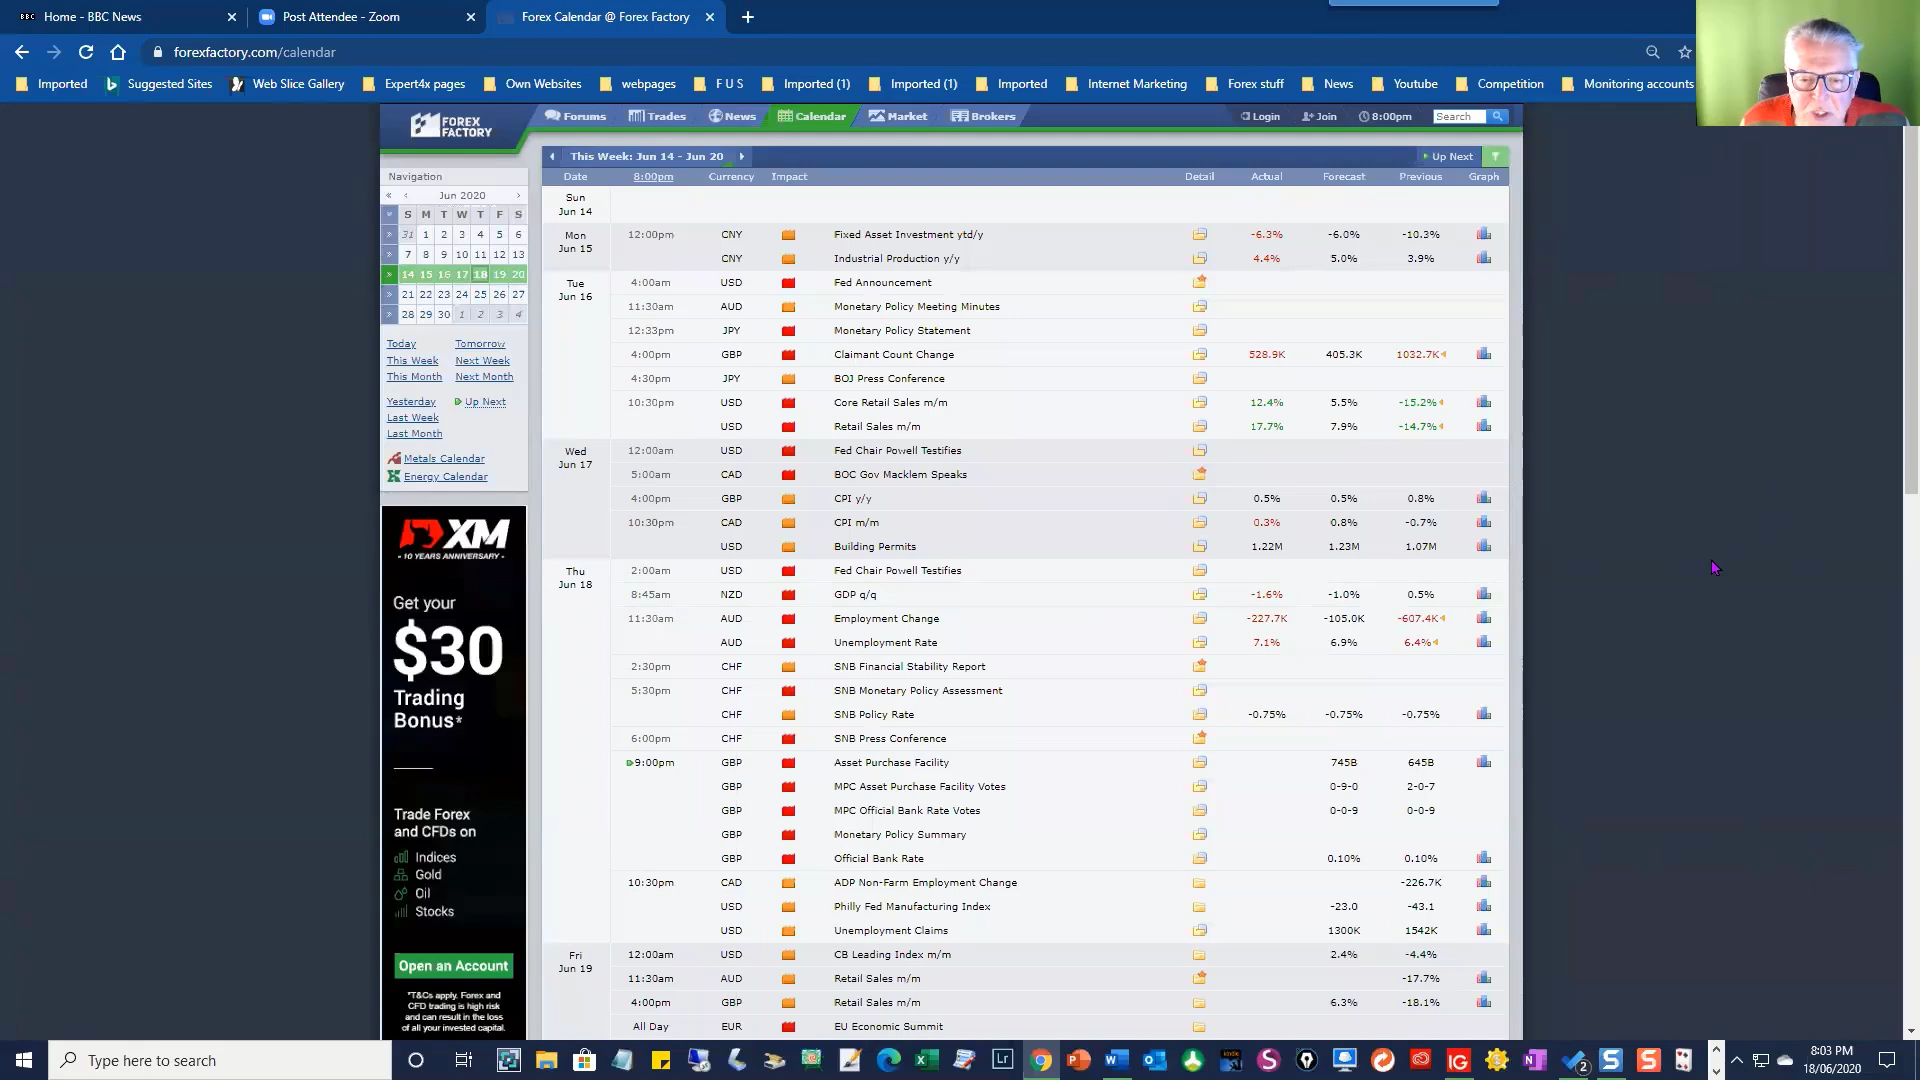 Home - BBC News
Post Attendee - Zoom
Forex Calendar @ Forex Factory
forexfactory.com/calendar
Imported Suggested Sites Web Slice Gallery Expert4x pages Own Websites webpages F U S Imported (1) Imported (1) Imported Internet Marketing Forex stuff News Youtube Competition Monitoring accounts
FOREX FACTORY
Forums Trades News Calendar Market Brokers Login Join 8:00pm Search
Navigation
Jun 2020
S M T W T F S
31 1 2 3 4 5 6
7 8 9 10 11 12 13
14 15 16 17 18 19 20
21 22 23 24 25 26 27
28 29 30 1 2 3 4
Today Tomorrow
This Week Next Week
This Month Next Month
Yesterday Up Next
Last Week
Last Month
Metals Calendar
Energy Calendar
XM
- 10 YEARS ANNIVERSARY -
Get your
$30
Trading
Bonus*
Trade Forex
and CFDs on
Indices
Gold
Oil
Stocks
Open an Account
*T&Cs apply. Forex and
CFD trading is high risk
and can result in the loss
of all your invested capital.
This Week: Jun 14 - Jun 20 Up Next
Date 8:00pm Currency Impact Detail Actual Forecast Previous Graph
Sun
Jun 14
Mon
Jun 15
12:00pm CNY Fixed Asset Investment ytd/y -6.3% -6.0% -10.3%
CNY Industrial Production y/y 4.4% 5.0% 3.9%
Tue
Jun 16
4:00am USD Fed Announcement
11:30am AUD Monetary Policy Meeting Minutes
12:33pm JPY Monetary Policy Statement
4:00pm GBP Claimant Count Change 528.9K 405.3K 1032.7K
4:30pm JPY BOJ Press Conference
10:30pm USD Core Retail Sales m/m 12.4% 5.5% -15.2%
USD Retail Sales m/m 17.7% 7.9% -14.7%
Wed
Jun 17
12:00am USD Fed Chair Powell Testifies
5:00am CAD BOC Gov Macklem Speaks
4:00pm GBP CPI y/y 0.5% 0.5% 0.8%
10:30pm CAD CPI m/m 0.3% 0.8% -0.7%
USD Building Permits 1.22M 1.23M 1.07M
Thu
Jun 18
2:00am USD Fed Chair Powell Testifies
8:45am NZD GDP q/q -1.6% -1.0% 0.5%
11:30am AUD Employment Change -227.7K -105.0K -607.4K
AUD Unemployment Rate 7.1% 6.9% 6.4%
2:30pm CHF SNB Financial Stability Report
5:30pm CHF SNB Monetary Policy Assessment
CHF SNB Policy Rate -0.75% -0.75% -0.75%
6:00pm CHF SNB Press Conference
9:00pm GBP Asset Purchase Facility 745B 645B
GBP MPC Asset Purchase Facility Votes 0-9-0 2-0-7
GBP MPC Official Bank Rate Votes 0-0-9 0-0-9
GBP Monetary Policy Summary
GBP Official Bank Rate 0.10% 0.10%
10:30pm CAD ADP Non-Farm Employment Change -226.7K
USD Philly Fed Manufacturing Index -23.0 -43.1
USD Unemployment Claims 1300K 1542K
Fri
Jun 19
12:00am USD CB Leading Index m/m 2.4% -4.4%
11:30am AUD Retail Sales m/m -17.7%
4:00pm GBP Retail Sales m/m 6.3% -18.1%
All Day EUR EU Economic Summit
Type here to search
8:03 PM
18/06/2020